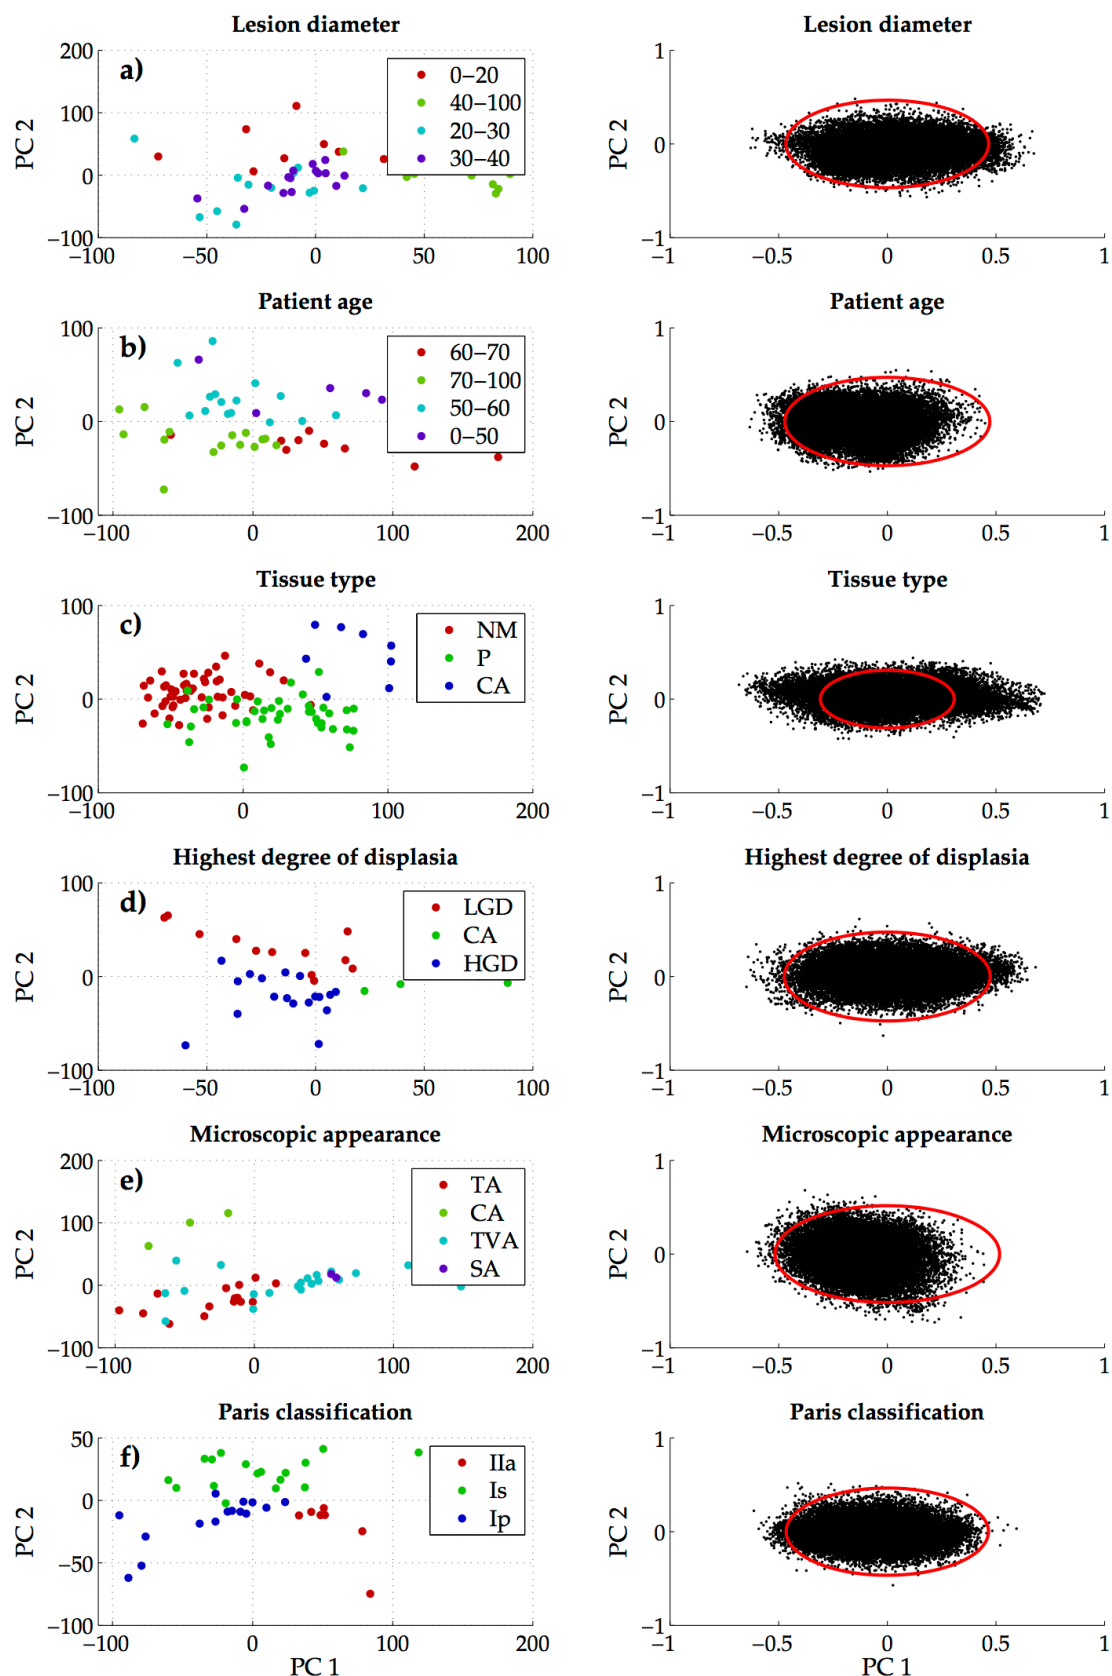 Lesion diameter
a)
0–20
40–100
20–30
30–40
PC 2
200
100
0
−100
−100
−50
0
50
100
Lesion diameter
PC 2
1
0
−1
−1
−0.5
0
0.5
1
Patient age
b)
60–70
70–100
50–60
0–50
PC 2
100
0
−100
−100
0
100
200
Patient age
PC 2
1
0
−1
−1
−0.5
0
0.5
1
Tissue type
c)
NM
P
CA
PC 2
100
0
−100
−100
0
100
200
Tissue type
PC 2
1
0
−1
−1
−0.5
0
0.5
1
Highest degree of displasia
d)
LGD
CA
HGD
PC 2
100
0
−100
−100
−50
0
50
100
Highest degree of displasia
PC 2
1
0
−1
−1
−0.5
0
0.5
1
Microscopic appearance
e)
TA
CA
TVA
SA
PC 2
200
100
0
−100
−100
0
100
200
Microscopic appearance
PC 2
1
0
−1
−1
−0.5
0
0.5
1
Paris classification
f)
IIa
Is
Ip
PC 2
50
0
−50
−100
−100
0
100
200
PC 1
Paris classification
PC 2
1
0
−1
−1
−0.5
0
0.5
1
PC 1